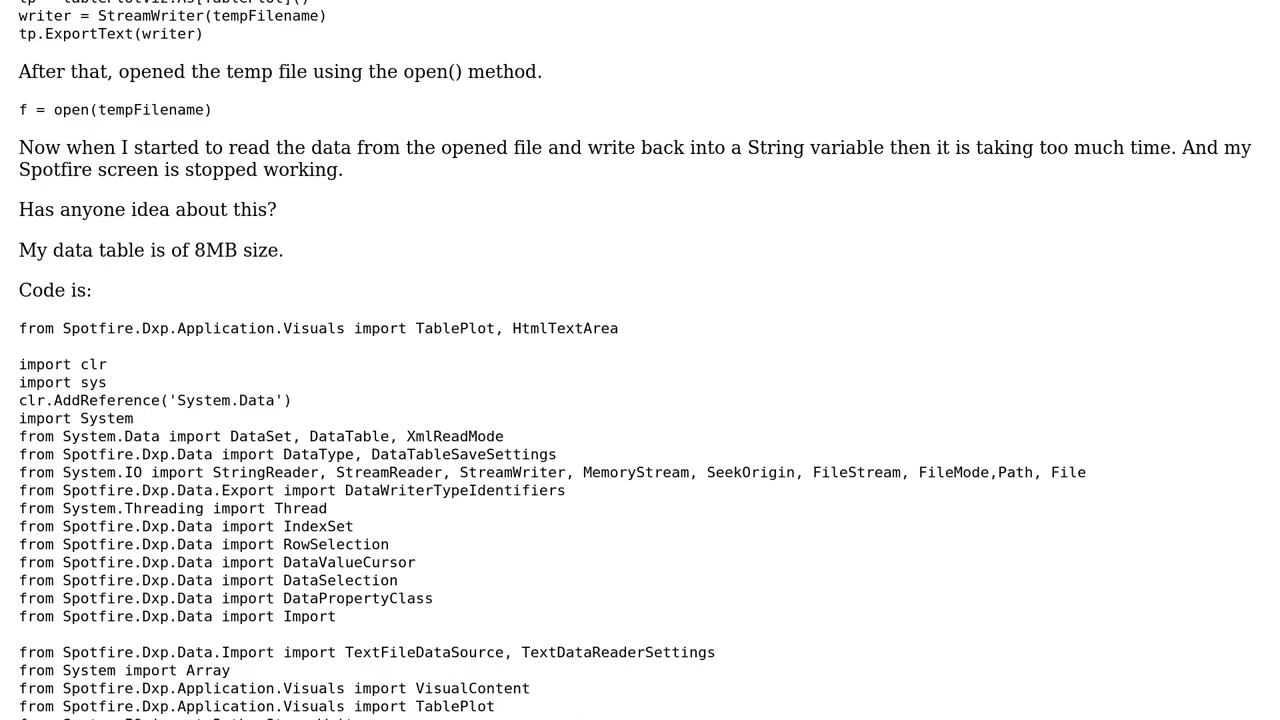 writer = StreamWriter(tempFilename)
tp.ExportText(writer)
After that, opened the temp file using the open() method.
f = open(tempFilename)
Now when I started to read the data from the opened file and write back into a String variable then it is taking too much time. And my
Spotfire screen is stopped working.
Has anyone idea about this?
My data table is of 8MB size.
Code is:
from Spotfire.Dxp.Application.Visuals import TablePlot, HtmlTextArea
import clr
import sys
clr.AddReference('System.Data')
import System
from System.Data import DataSet, DataTable, XmlReadMode
from Spotfire.Dxp.Data import DataType, DataTableSaveSettings
from System.IO import StringReader, StreamReader, StreamWriter, MemoryStream, SeekOrigin, FileStream, FileMode,Path, File
from Spotfire.Dxp.Data.Export import DataWriterTypeIdentifiers
from System.Threading import Thread
from Spotfire.Dxp.Data import IndexSet
from Spotfire.Dxp.Data import RowSelection
from Spotfire.Dxp.Data import DataValueCursor
from Spotfire.Dxp.Data import DataSelection
from Spotfire.Dxp.Data import DataPropertyClass
from Spotfire.Dxp.Data import Import
from Spotfire.Dxp.Data.Import import TextFileDataSource, TextDataReaderSettings
from System import Array
from Spotfire.Dxp.Application.Visuals import VisualContent
from Spotfire.Dxp.Application.Visuals import TablePlot